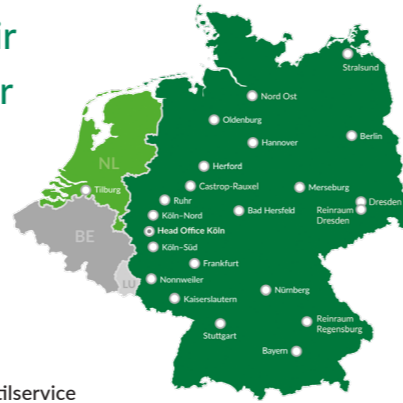 ir
r
Stralsund
Nord Ost
Oldenburg
Berlin
Hannover
NL
Herford
Tilburg
Castrop-Rauxel
Merseburg
Ruhr
Dresden
Köln-Nord
Bad Hersfeld
Reinraum
Dresden
BE
Head Office Köln
Köln-Süd
Frankfurt
LU
Nonnweiler
Nürnberg
Kaiserslautern
Reinraum
Regensburg
Stuttgart
Bayern
tilservice